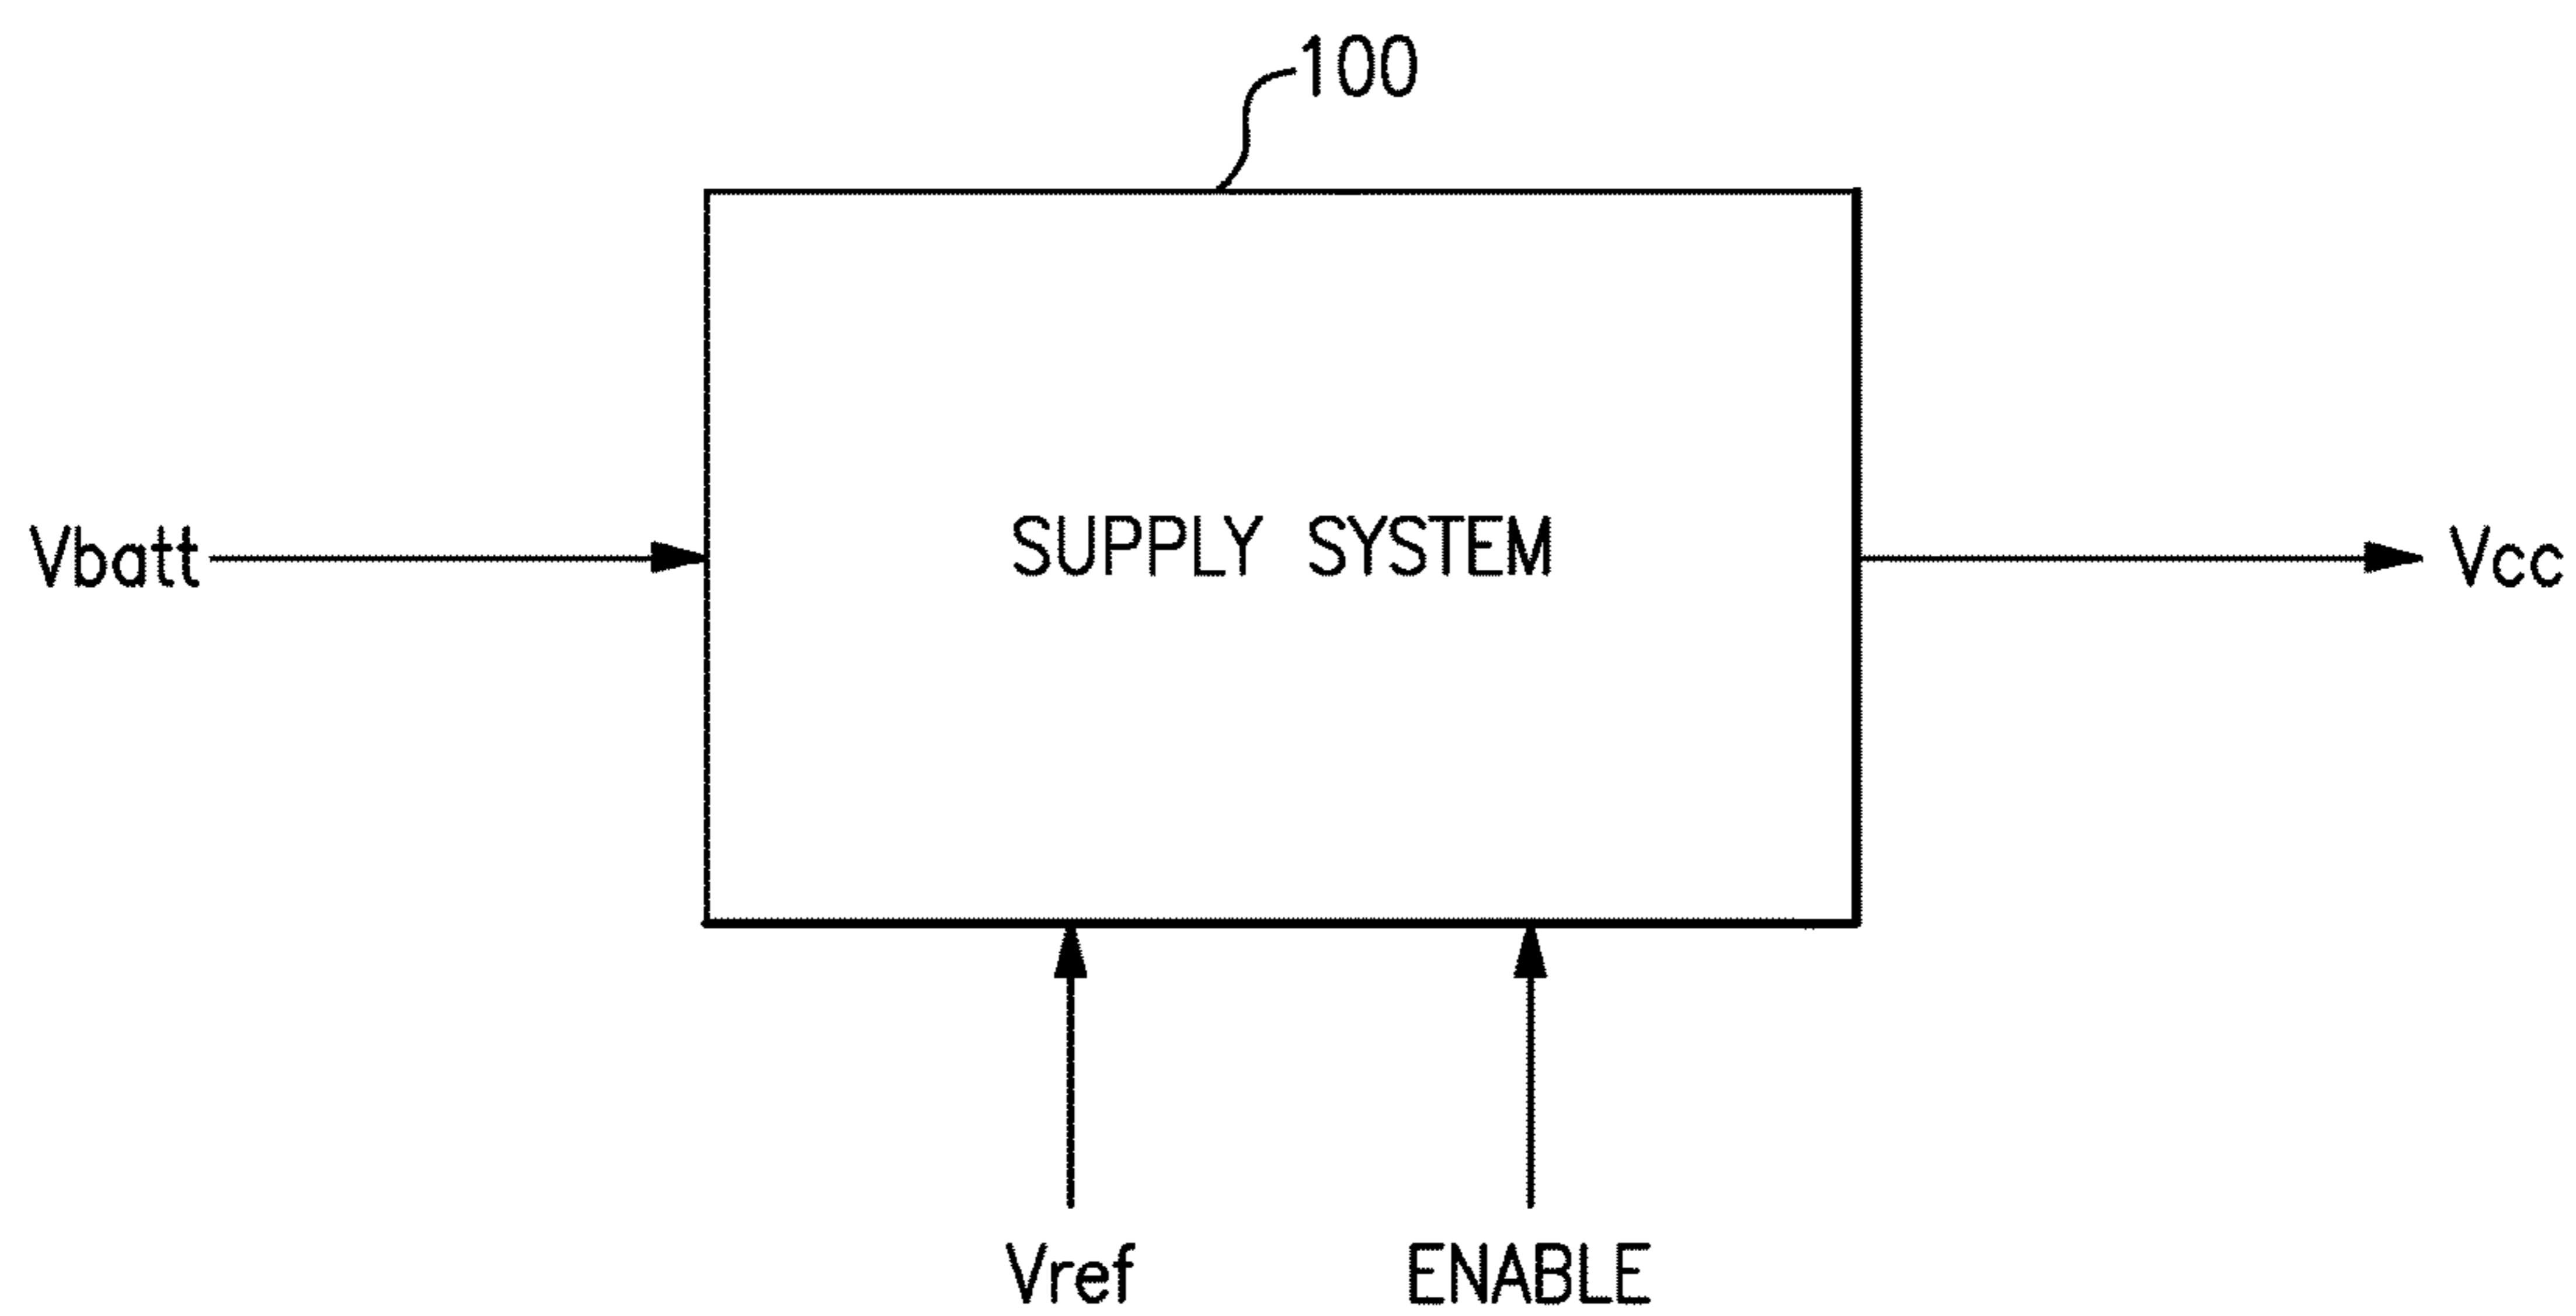 100
SUPPLY SYSTEM
Vbatt
Vcc
Vref
ENABLE